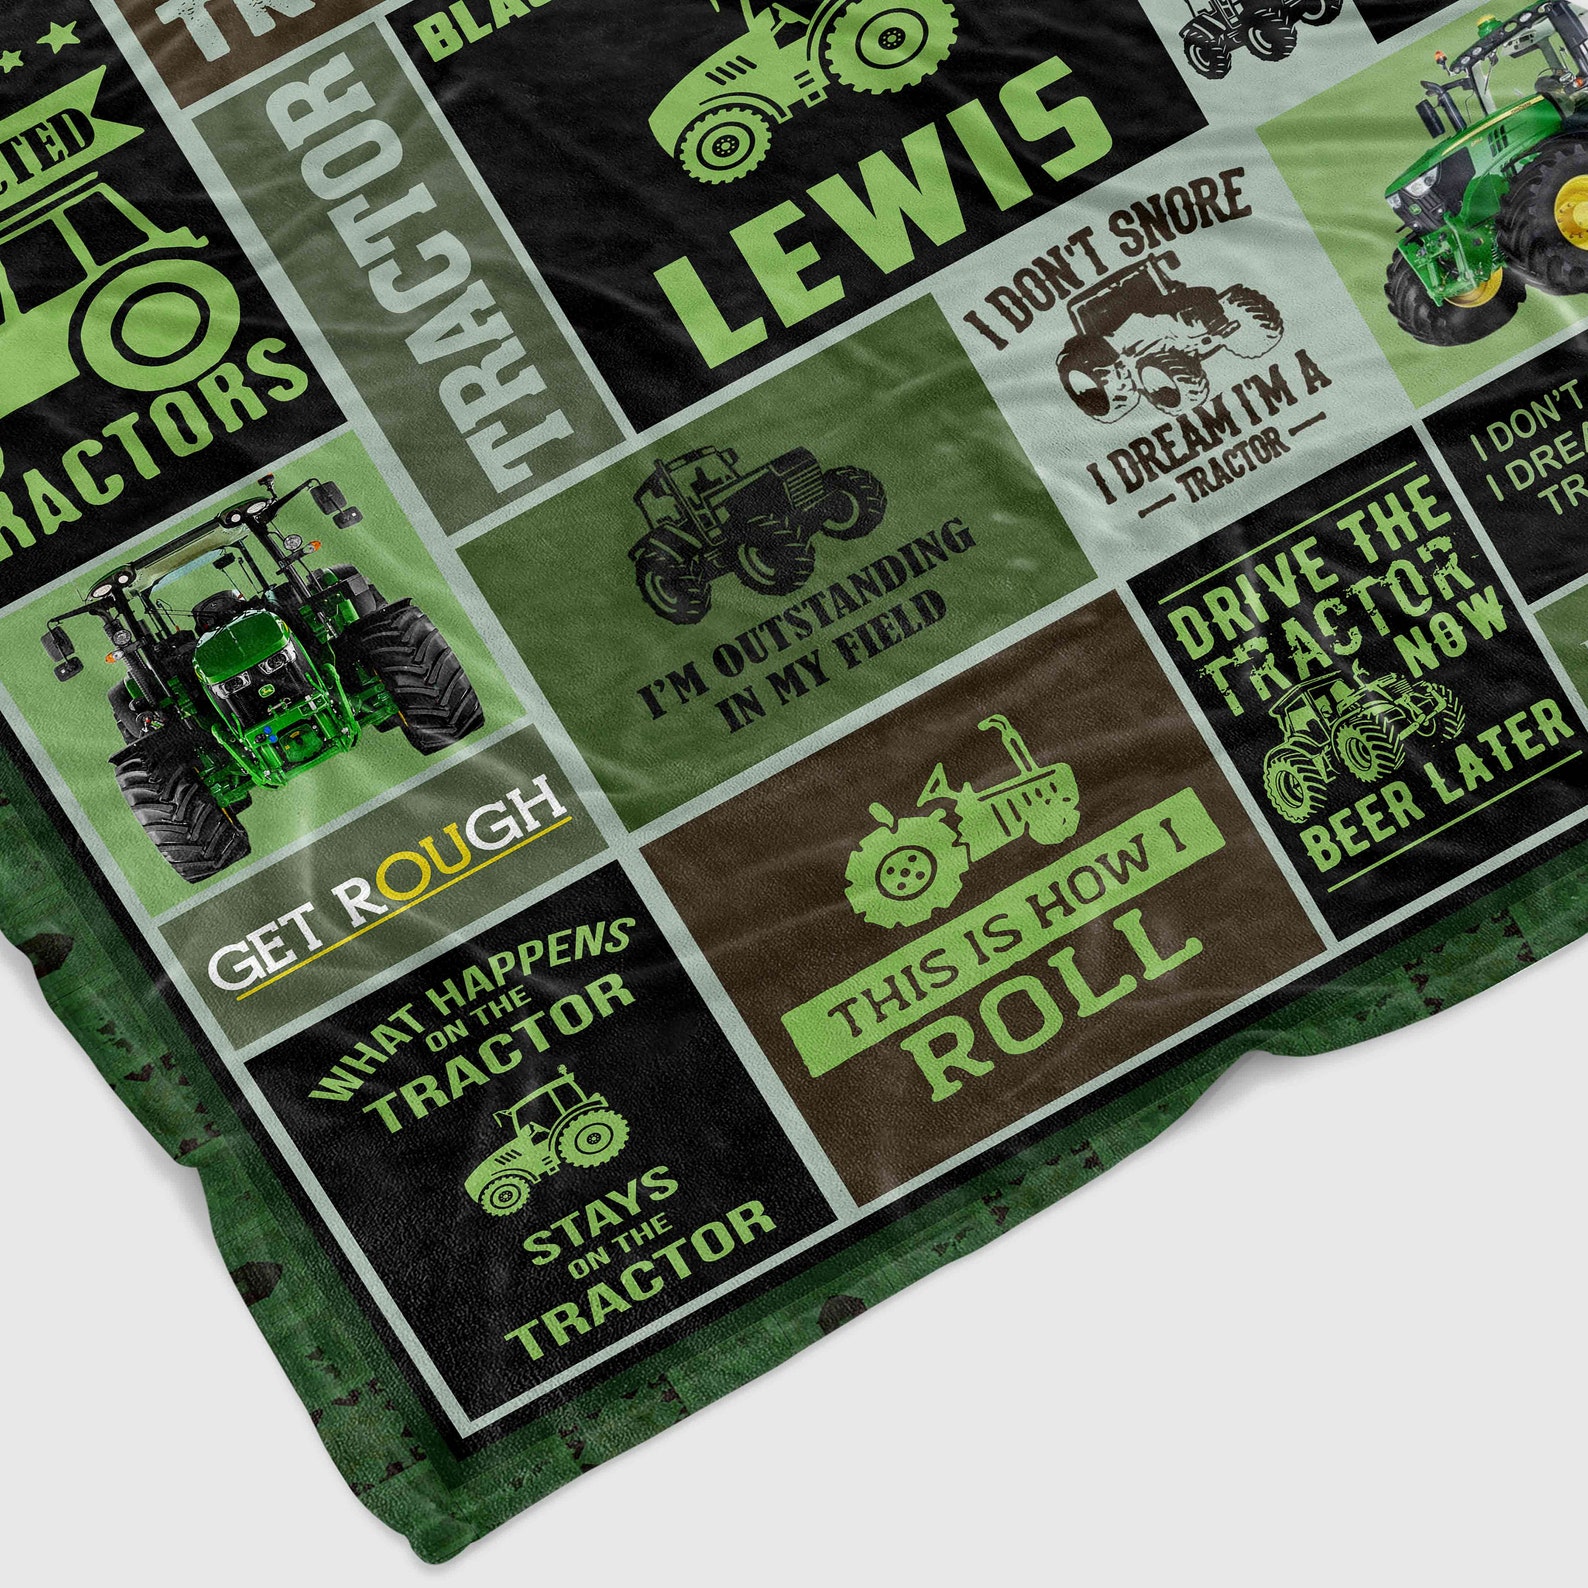 LEWIS
TRACTOR
I DON'T SNORE
I DREAM I'M A
TRACTOR
I'M OUTSTANDING
IN MY FIELD
DRIVE THE
TRACTOR
NOW
BEER LATER
I DON'T
GET ROUGH
THIS IS HOW I
ROLL
WHAT HAPPENS
ON THE
TRACTOR
STAYS
ON THE
TRACTOR